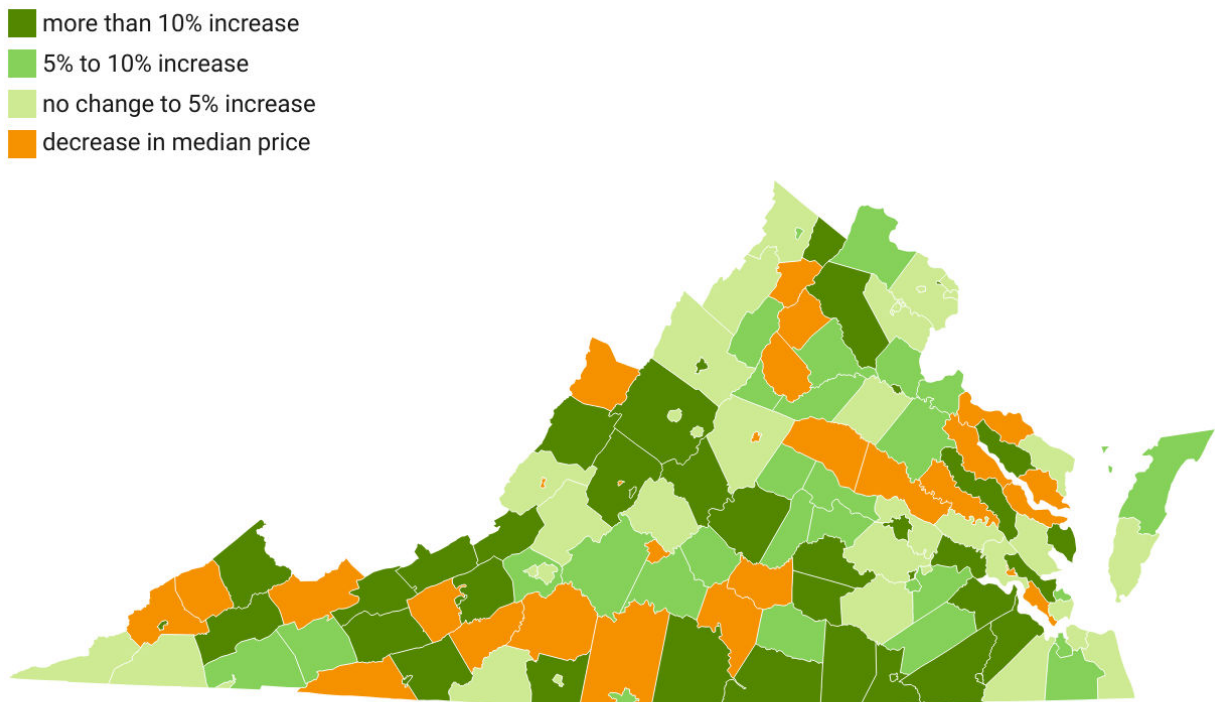 more than 10% increase
5% to 10% increase
no change to 5% increase
decrease in median price